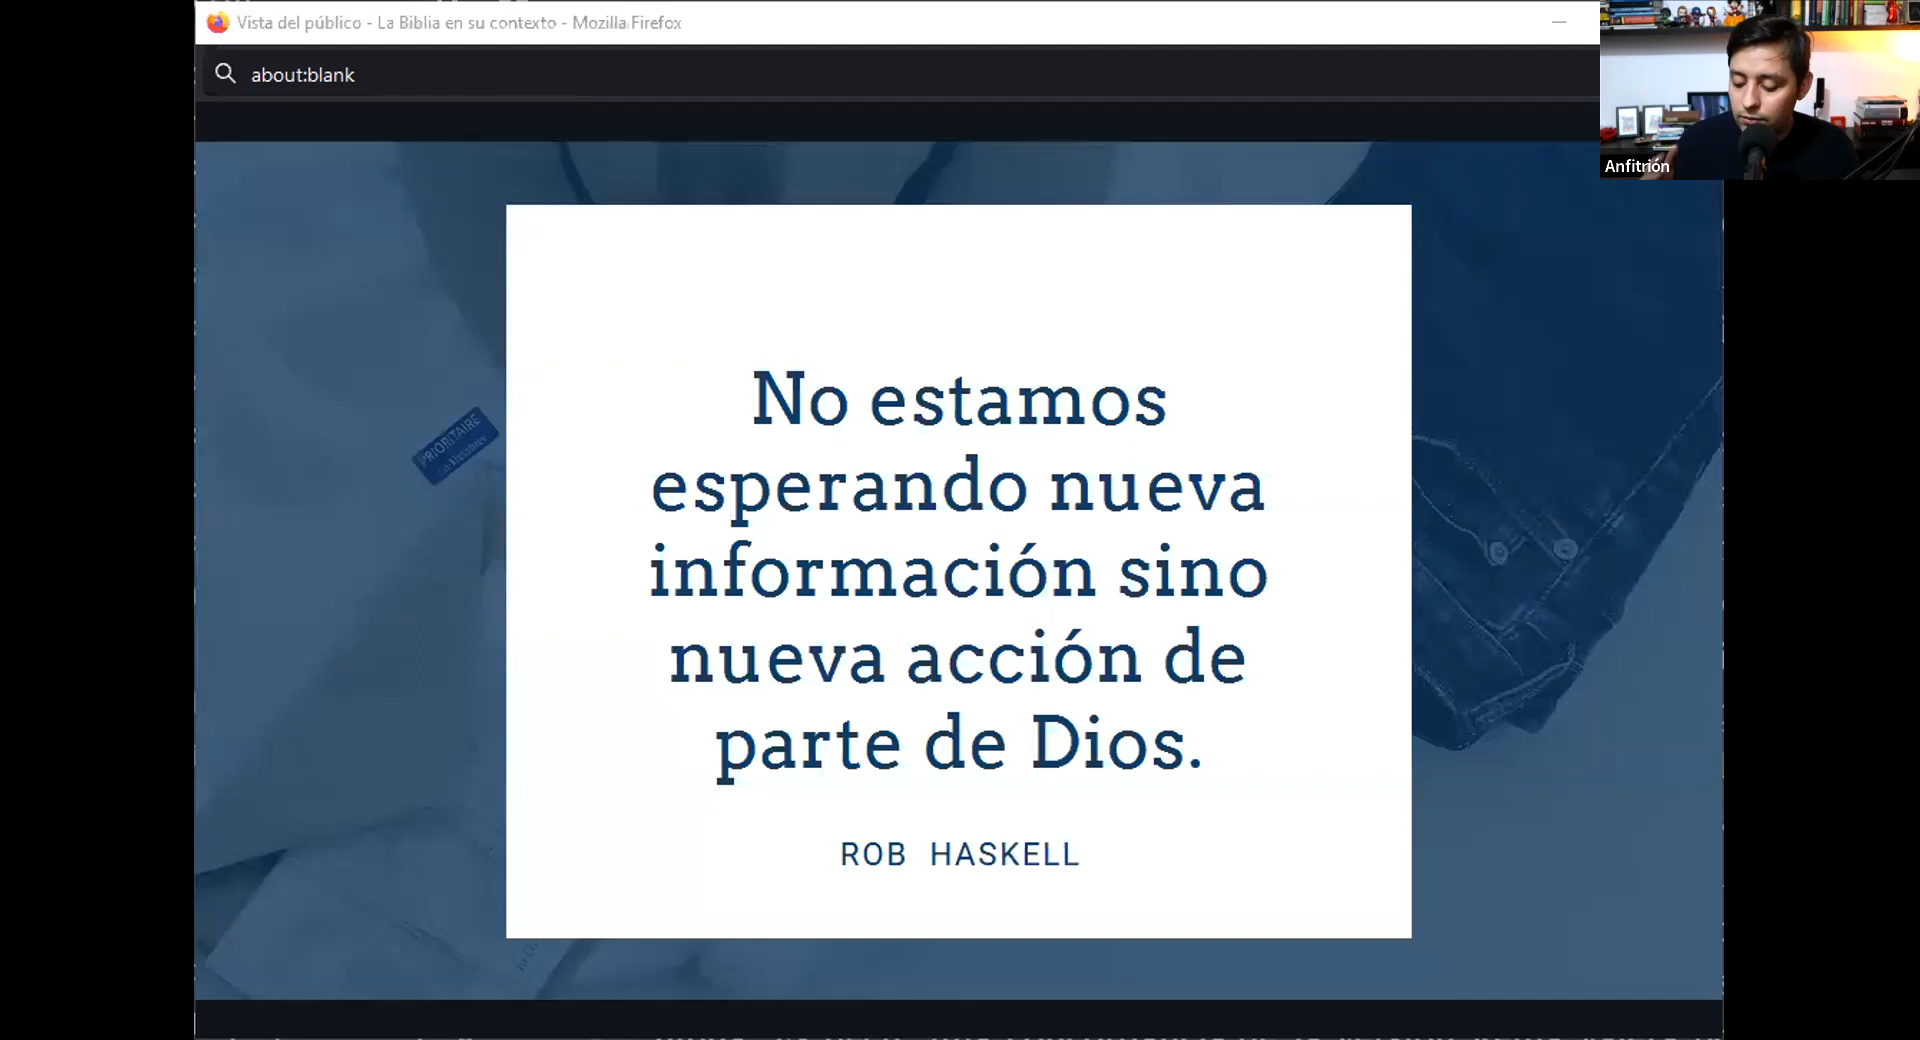 Vista del público - La Biblia en su contexto - Mozilla Firefox
about:blank
Anfitrión
PRIORITAIRE
No estamos
esperando nueva
información sino
nueva acción de
parte de Dios.
ROB HASKELL